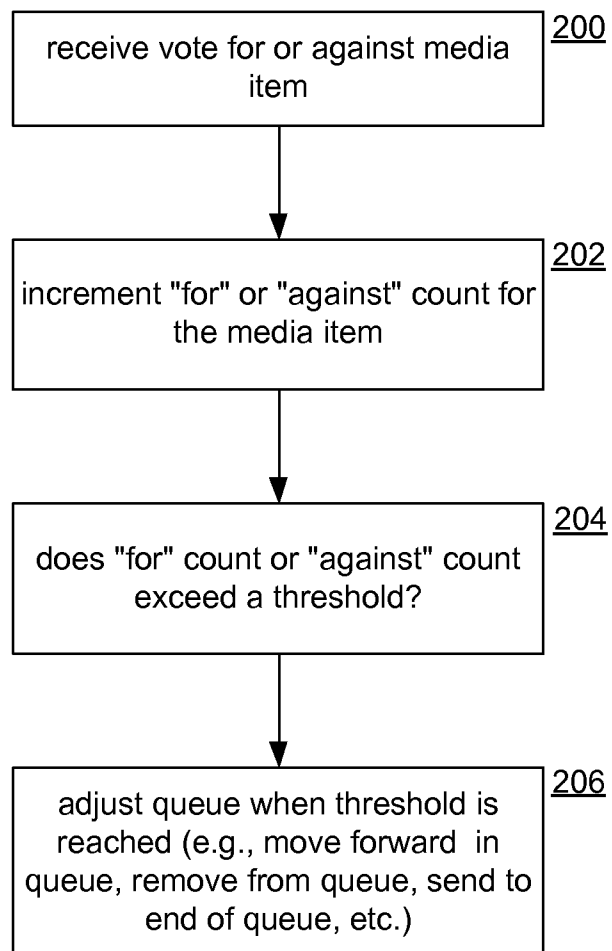 receive vote for or against media
item
200
increment "for" or "against" count for
the media item
202
does "for" count or "against" count
exceed a threshold?
204
adjust queue when threshold is
reached (e.g., move forward in
queue, remove from queue, send to
end of queue, etc.)
206